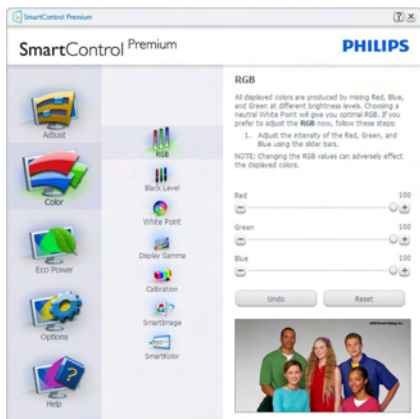 SmartControl Premium
SmartControl Premium
PHILIPS
Adjust
Color
Eco Power
Options
Help
RGB
Black Level
White Point
Display Gamma
Calibration
SmartImage
SmartKolor
RGB
All displayed colors are produced by mixing Red, Blue,
and Green at different brightness levels. Choosing a
neutral White Point will give you optimal RGB. If you
prefer to adjust the RGB now, follow these steps:
1. Adjust the intensity of the Red, Green, and
Blue using the slider bars.
NOTE: Changing the RGB values can adversely effect
the displayed colors.
Red 100
Green 100
Blue 100
Undo Reset